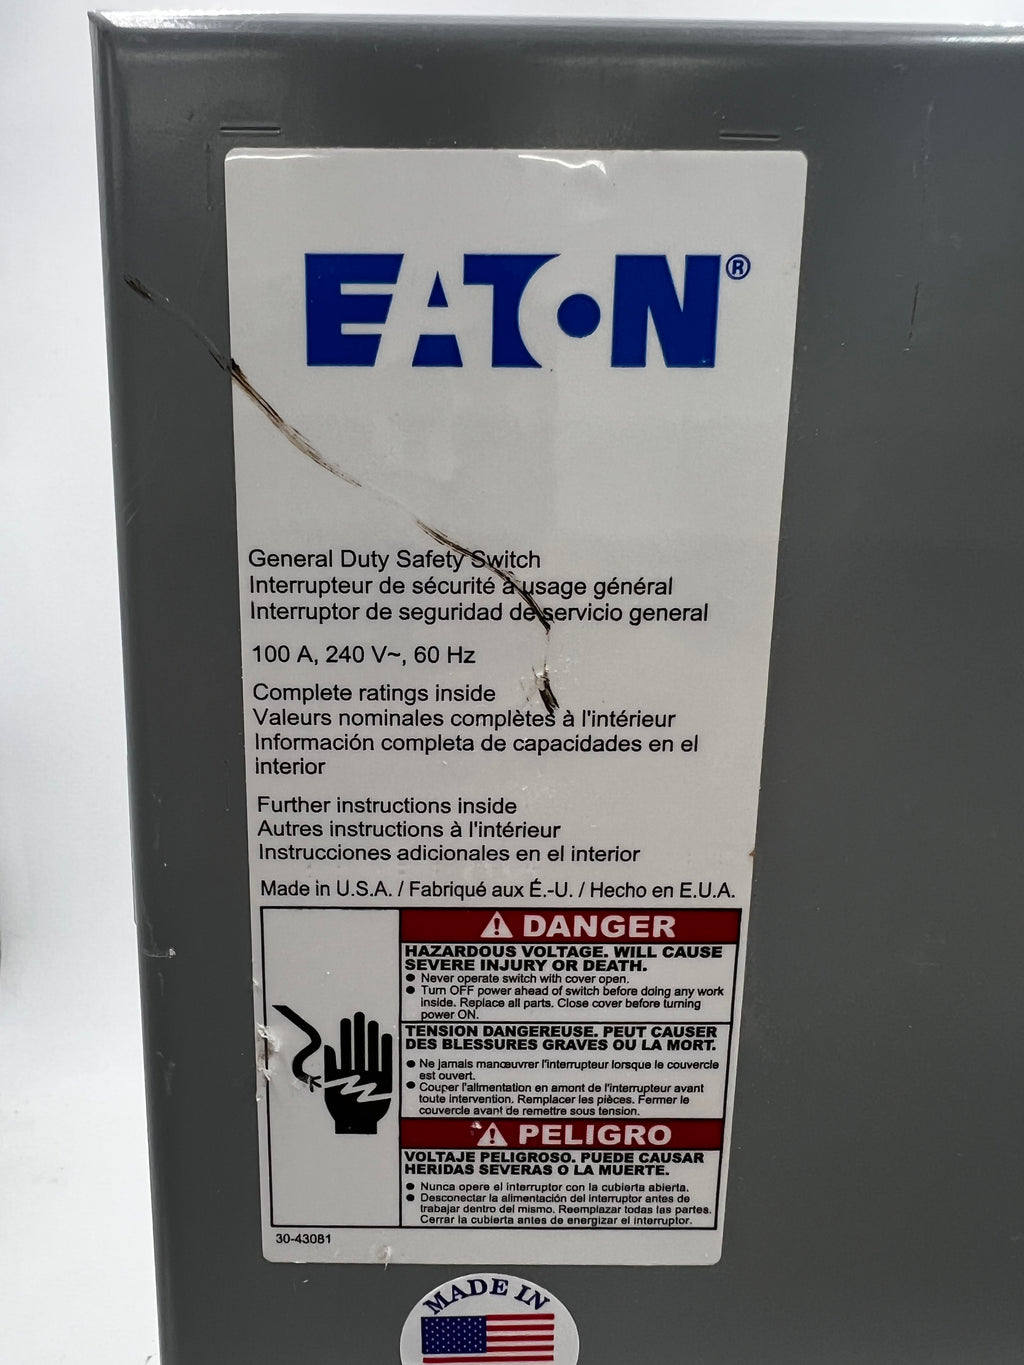 EATON®
General Duty Safety Switch
Interrupteur de sécurité à usage général
Interruptor de seguridad de servicio general
100 A, 240 V~, 60 Hz
Complete ratings inside
Valeurs nominales complètes à l'intérieur
Información completa de capacidades en el
interior
Further instructions inside
Autres instructions à l'intérieur
Instrucciones adicionales en el interior
Made in U.S.A. / Fabriqué aux É.-U. / Hecho en E.U.A.
⚠ DANGER
HAZARDOUS VOLTAGE. WILL CAUSE
SEVERE INJURY OR DEATH.
● Never operate switch with cover open.
● Turn OFF power ahead of switch before doing any work
inside. Replace all parts. Close cover before turning
power ON.
TENSION DANGEREUSE. PEUT CAUSER
DES BLESSURES GRAVES OU LA MORT.
● Ne jamais manœuvrer l'interrupteur lorsque le couvercle
est ouvert.
● Couper l'alimentation en amont de l'interrupteur avant
toute intervention. Remplacer les pièces. Fermer le
couvercle avant de remettre sous tension.
⚠ PELIGRO
VOLTAJE PELIGROSO. PUEDE CAUSAR
HERIDAS SEVERAS O LA MUERTE.
● Nunca opere el interruptor con la cubierta abierta.
● Desconectar la alimentación del interruptor antes de
trabajar dentro del mismo. Reemplazar todas las partes.
Cerrar la cubierta antes de energizar el interruptor.
30-43081
MADE IN